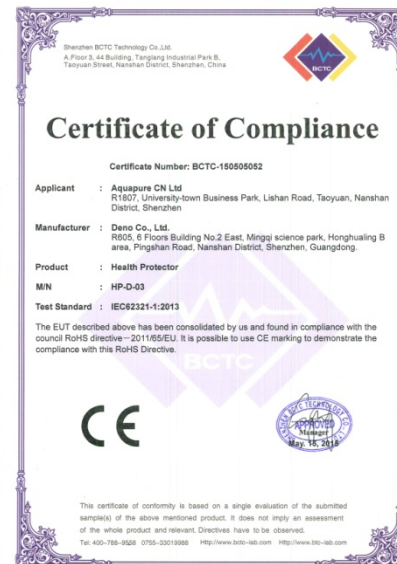 Shenzhen BCTC Technology Co.,Ltd.
A.Floor 3, 44 Building, Tanglang Industrial Park B,
Taoyuan Street, Nanshan District, Shenzhen, China
BCTC
Certificate of Compliance
Certificate Number: BCTC-150505052
Applicant : Aquapure CN Ltd
R1807, University-town Business Park, Lishan Road, Taoyuan, Nanshan
District, Shenzhen
Manufacturer : Deno Co., Ltd.
R605, 6 Floors Building No.2 East, Mingqi science park, Honghualing B
area, Pingshan Road, Nanshan District, Shenzhen, Guangdong.
Product : Health Protector
M/N : HP-D-03
Test Standard : IEC62321-1:2013
The EUT described above has been consolidated by us and found in compliance with the
council RoHS directive—2011/65/EU. It is possible to use CE marking to demonstrate the
compliance with this RoHS Directive.
BCTC
CE
SHENZHEN BCTC TECHNOLOGY CO., LTD
APPROVED
Manager
May. 15, 2015
This certificate of conformity is based on a single evaluation of the submitted
sample(s) of the above mentioned product. It does not imply an assessment
of the whole product and relevant. Directives have to be observed.
Tel: 400-788-9558 0755-33019988 Http://www.bctc-lab.com Http://www.btc-lab.com